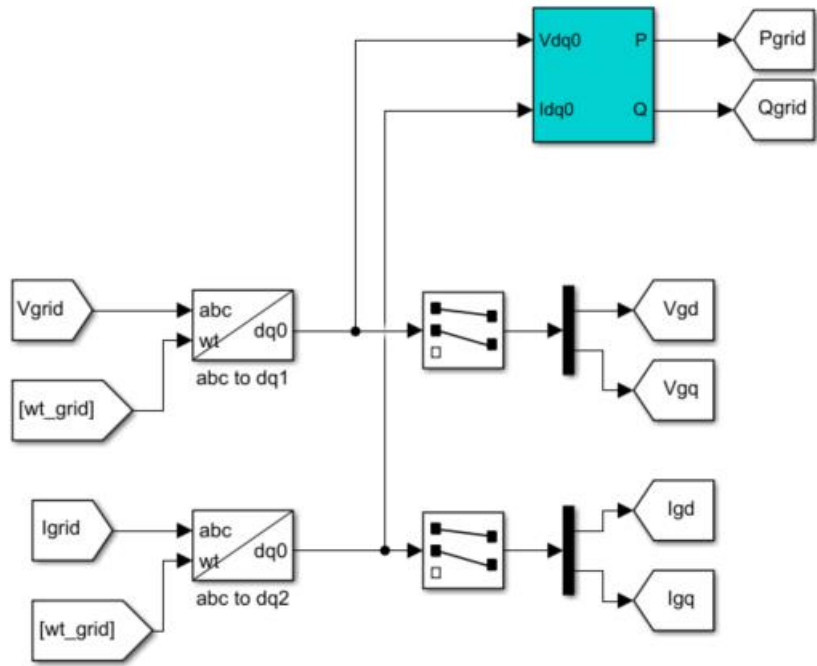 Vdq0
P
Pgrid
Idq0
Q
Qgrid
Vgrid
abc
wt
dq0
abc to dq1
[wt_grid]
Vgd
Vgq
Igrid
abc
wt
dq0
abc to dq2
[wt_grid]
Igd
Igq